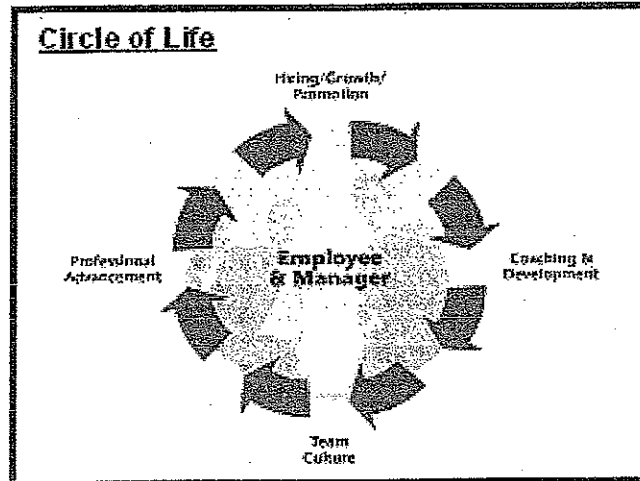 Circle of Life
Hiring/Growth/
Promotion
Professional
Advancement
Employee
& Manager
Coaching &
Development
Team
Culture